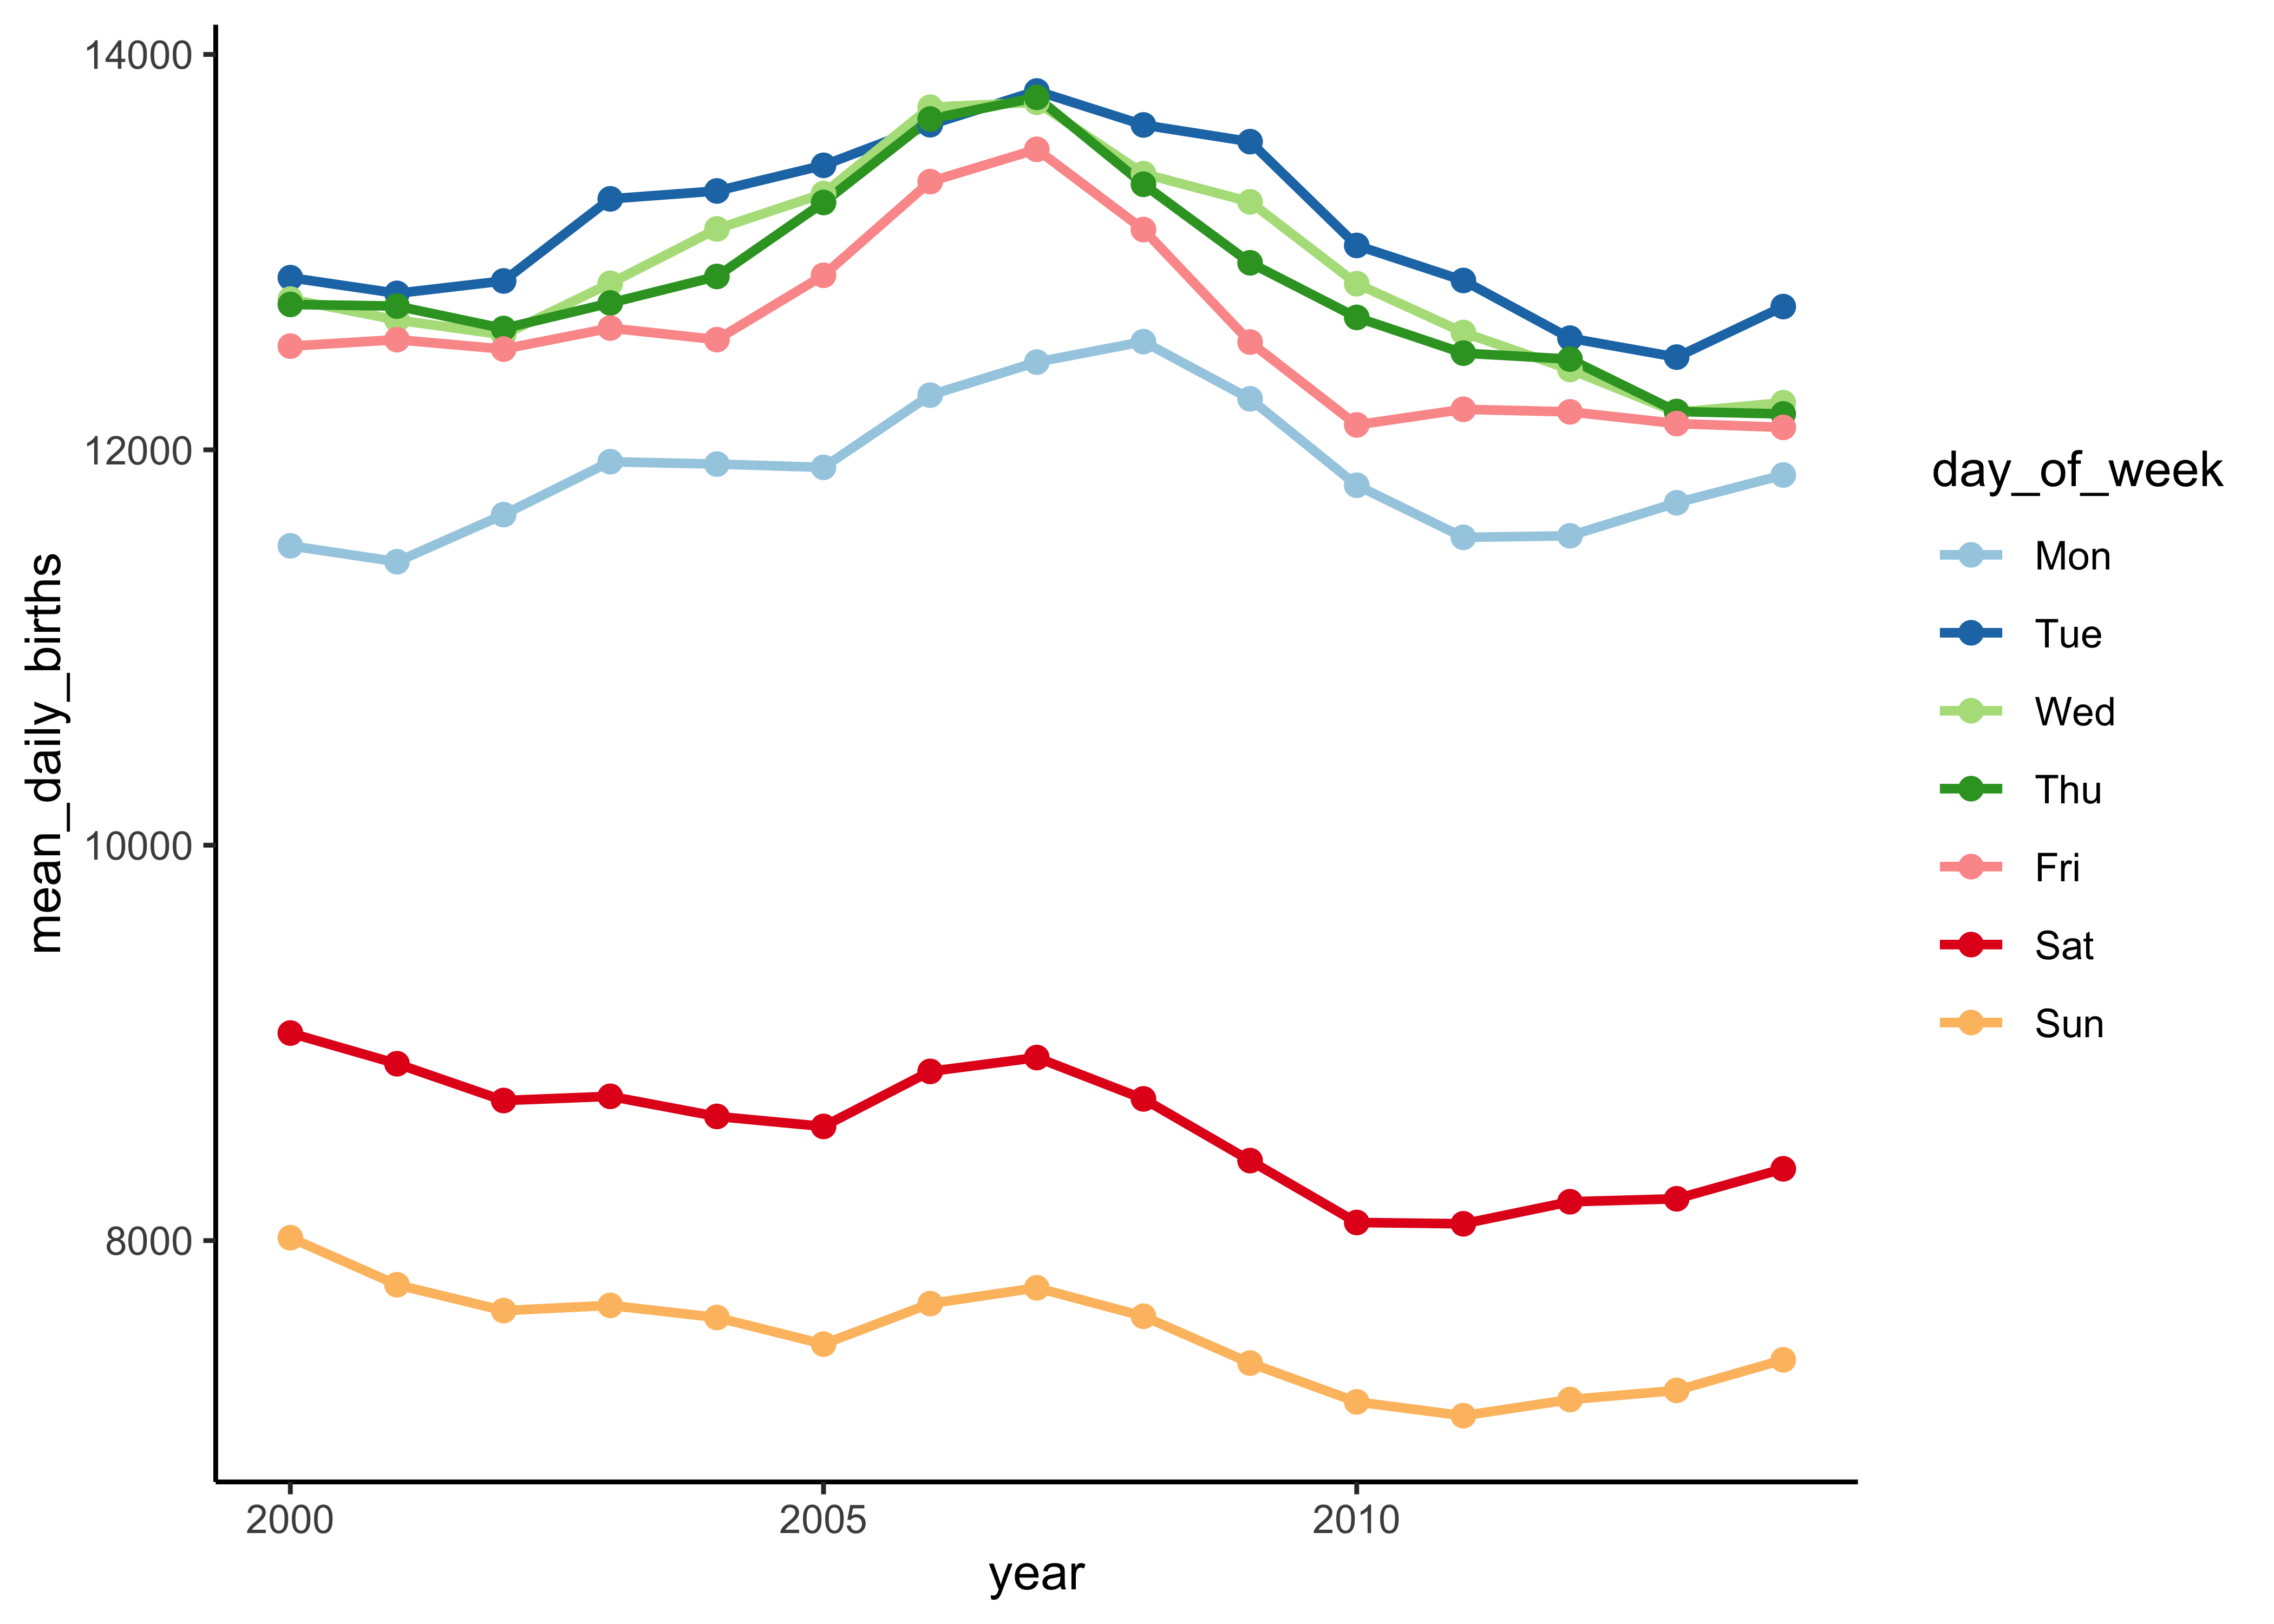 mean_daily_births
14000
12000
10000
8000
2000 2005 2010
year
day_of_week
Mon
Tue
Wed
Thu
Fri
Sat
Sun